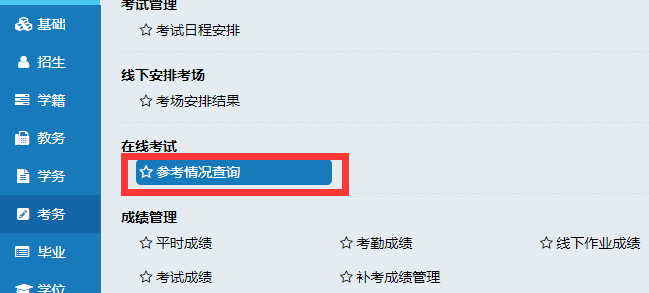 基础
招生
学籍
教务
学务
考务
毕业
学位
考试管理
考试日程安排
线下安排考场
考场安排结果
在线考试
参考情况查询
成绩管理
平时成绩 考勤成绩 线下作业成绩
考试成绩 补考成绩管理